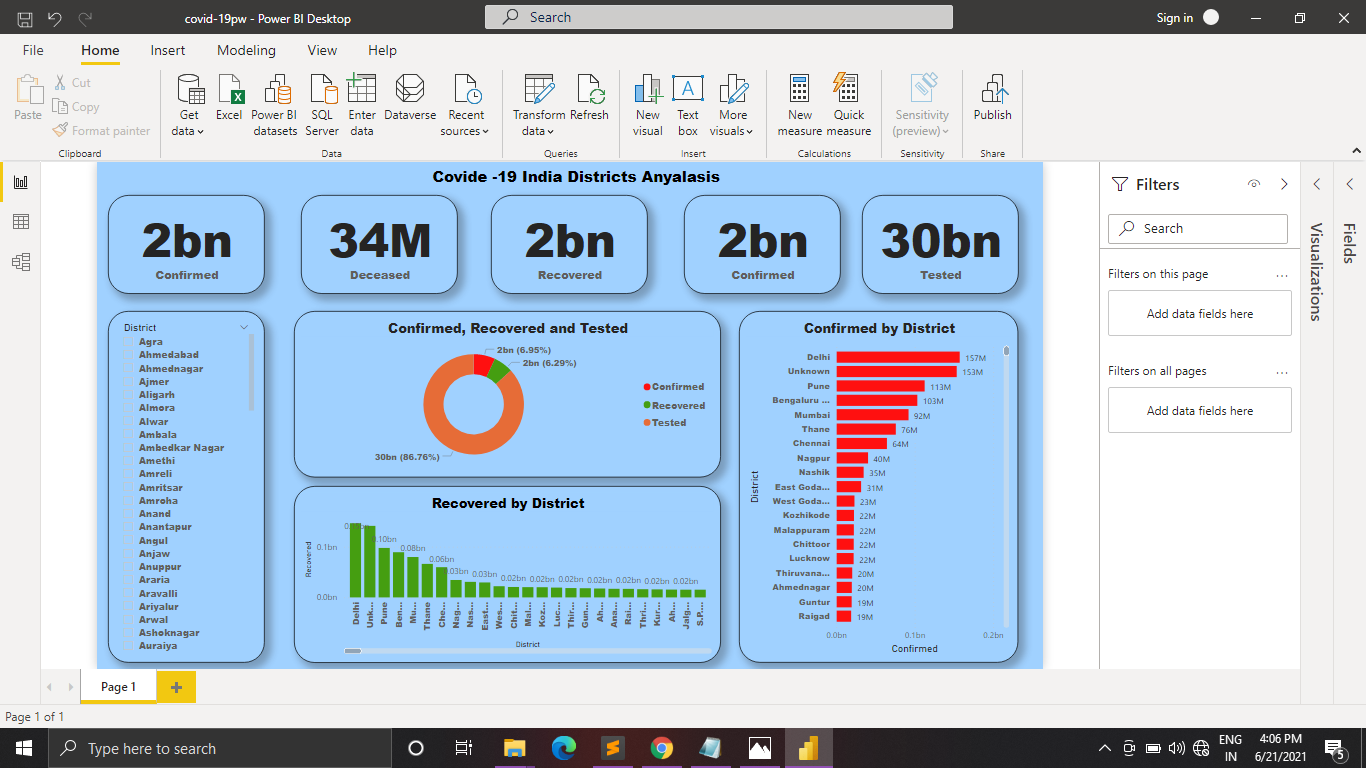 covid-19pw - Power BI Desktop
Search
Sign in
File Home Insert Modeling View Help
Paste
Cut
Copy
Format painter
Clipboard
Get data
Excel
Power BI datasets
SQL Server
Enter data
Dataverse
Recent sources
Data
Transform data
Refresh
Queries
New visual
Text box
More visuals
Insert
New measure
Quick measure
Calculations
Sensitivity (preview)
Sensitivity
Publish
Share
Covide -19 India Districts Anyalasis
2bn
Confirmed
34M
Deceased
2bn
Recovered
2bn
Confirmed
30bn
Tested
District
Agra
Ahmedabad
Ahmednagar
Ajmer
Aligarh
Almora
Alwar
Ambala
Ambedkar Nagar
Amethi
Amreli
Amritsar
Amroha
Anand
Anantapur
Angul
Anjaw
Anuppur
Araria
Aravalli
Ariyalur
Arwal
Ashoknagar
Auraiya
Confirmed, Recovered and Tested
2bn (6.95%)
2bn (6.29%)
30bn (86.76%)
Confirmed
Recovered
Tested
Recovered by District
Recovered
0.1bn
0.0bn
0.10bn
0.08bn
0.06bn
0.03bn
0.03bn
0.02bn
0.02bn
0.02bn
0.02bn
0.02bn
0.02bn
0.02bn
Delhi
Unk...
Pune
Ben...
Mu...
Thane
Che...
Nag...
Nas...
East...
Wes...
Chit...
Mal...
Koz...
Luc...
Thir...
Gun...
Ah...
Ana...
Rai...
Thri...
Kur...
Ah...
Jalg...
S.P....
District
Confirmed by District
District
Delhi 157M
Unknown 153M
Pune 113M
Bengaluru ... 103M
Mumbai 92M
Thane 76M
Chennai 64M
Nagpur 40M
Nashik 35M
East Goda... 31M
West Goda... 23M
Kozhikode 22M
Malappuram 22M
Chittoor 22M
Lucknow 22M
Thiruvana... 20M
Ahmednagar 20M
Guntur 19M
Raigad 19M
0.0bn 0.1bn 0.2bn
Confirmed
Filters
Search
Filters on this page ...
Add data fields here
Filters on all pages ...
Add data fields here
Visualizations
Fields
Page 1
Page 1 of 1
Type here to search
ENG
IN
4:06 PM
6/21/2021
5